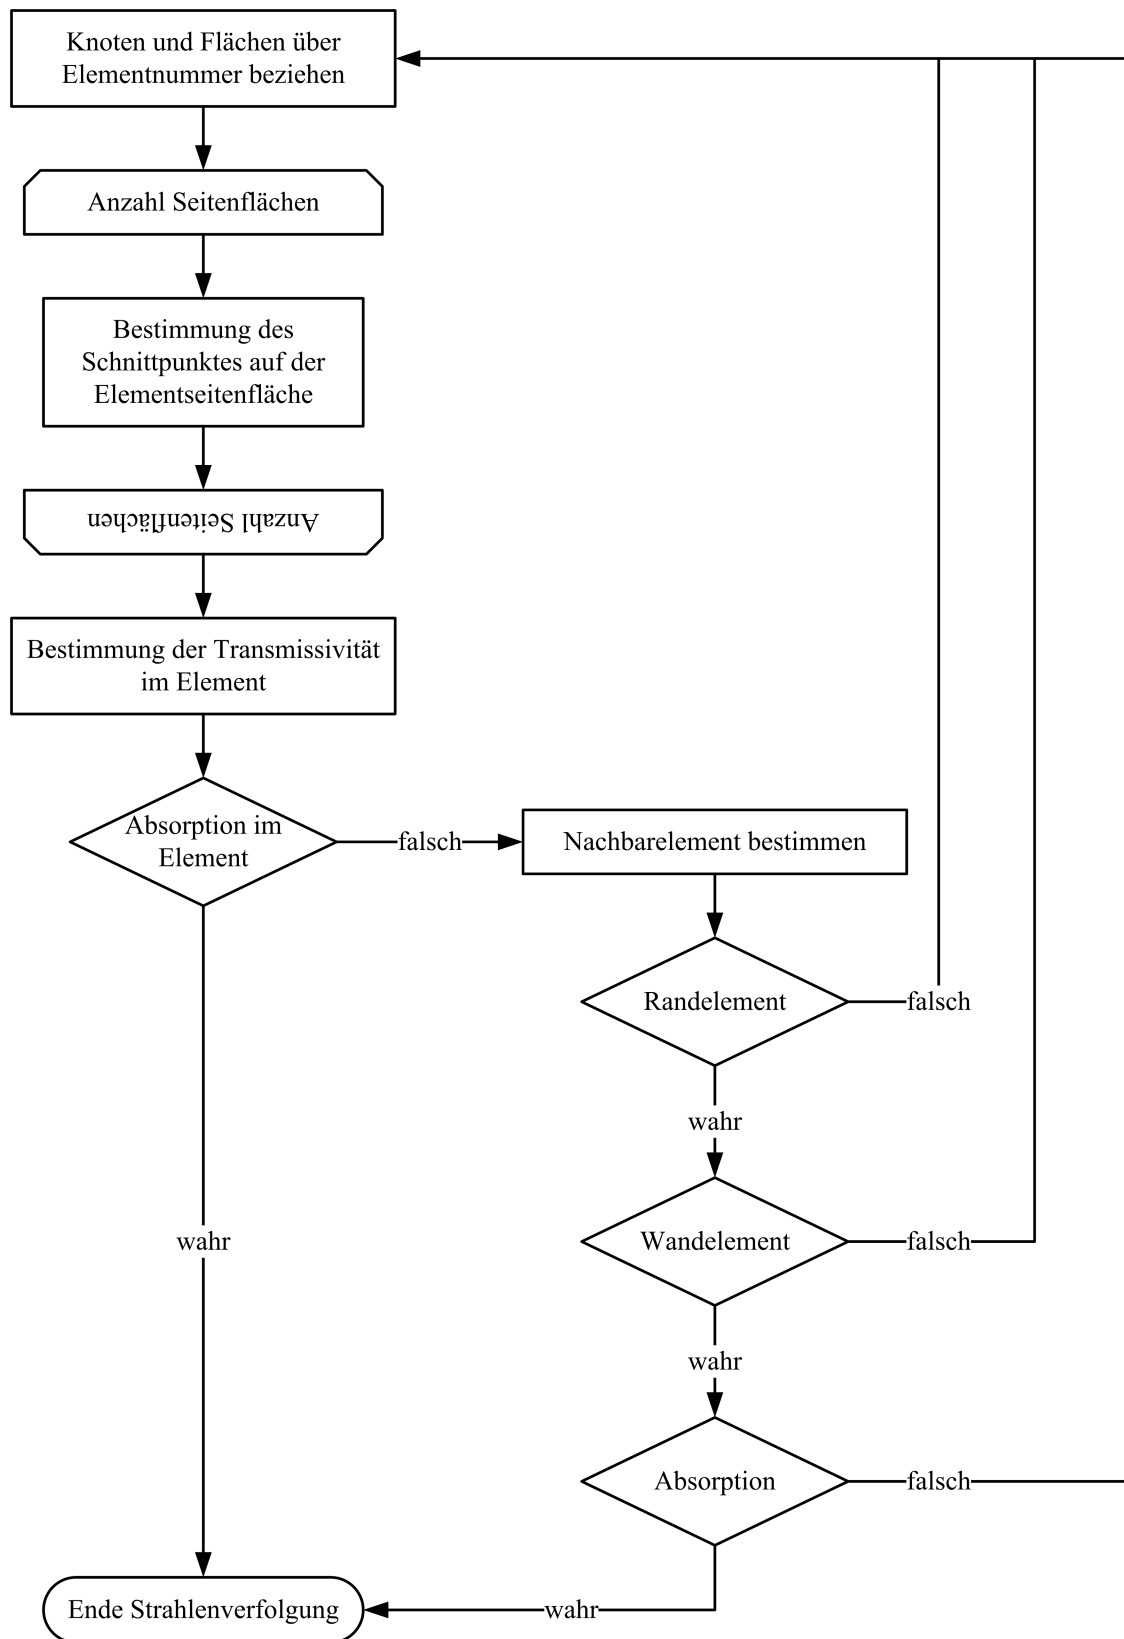 Knoten und Flächen über
Elementnummer beziehen
Anzahl Seitenflächen
Bestimmung des
Schnittpunktes auf der
Elementseitenfläche
Anzahl Seitenflächen
Bestimmung der Transmissivität
im Element
Absorption im
Element
falsch
Nachbarelement bestimmen
Randelement
falsch
wahr
Wandelement
falsch
wahr
wahr
Absorption
falsch
Ende Strahlenverfolgung
wahr